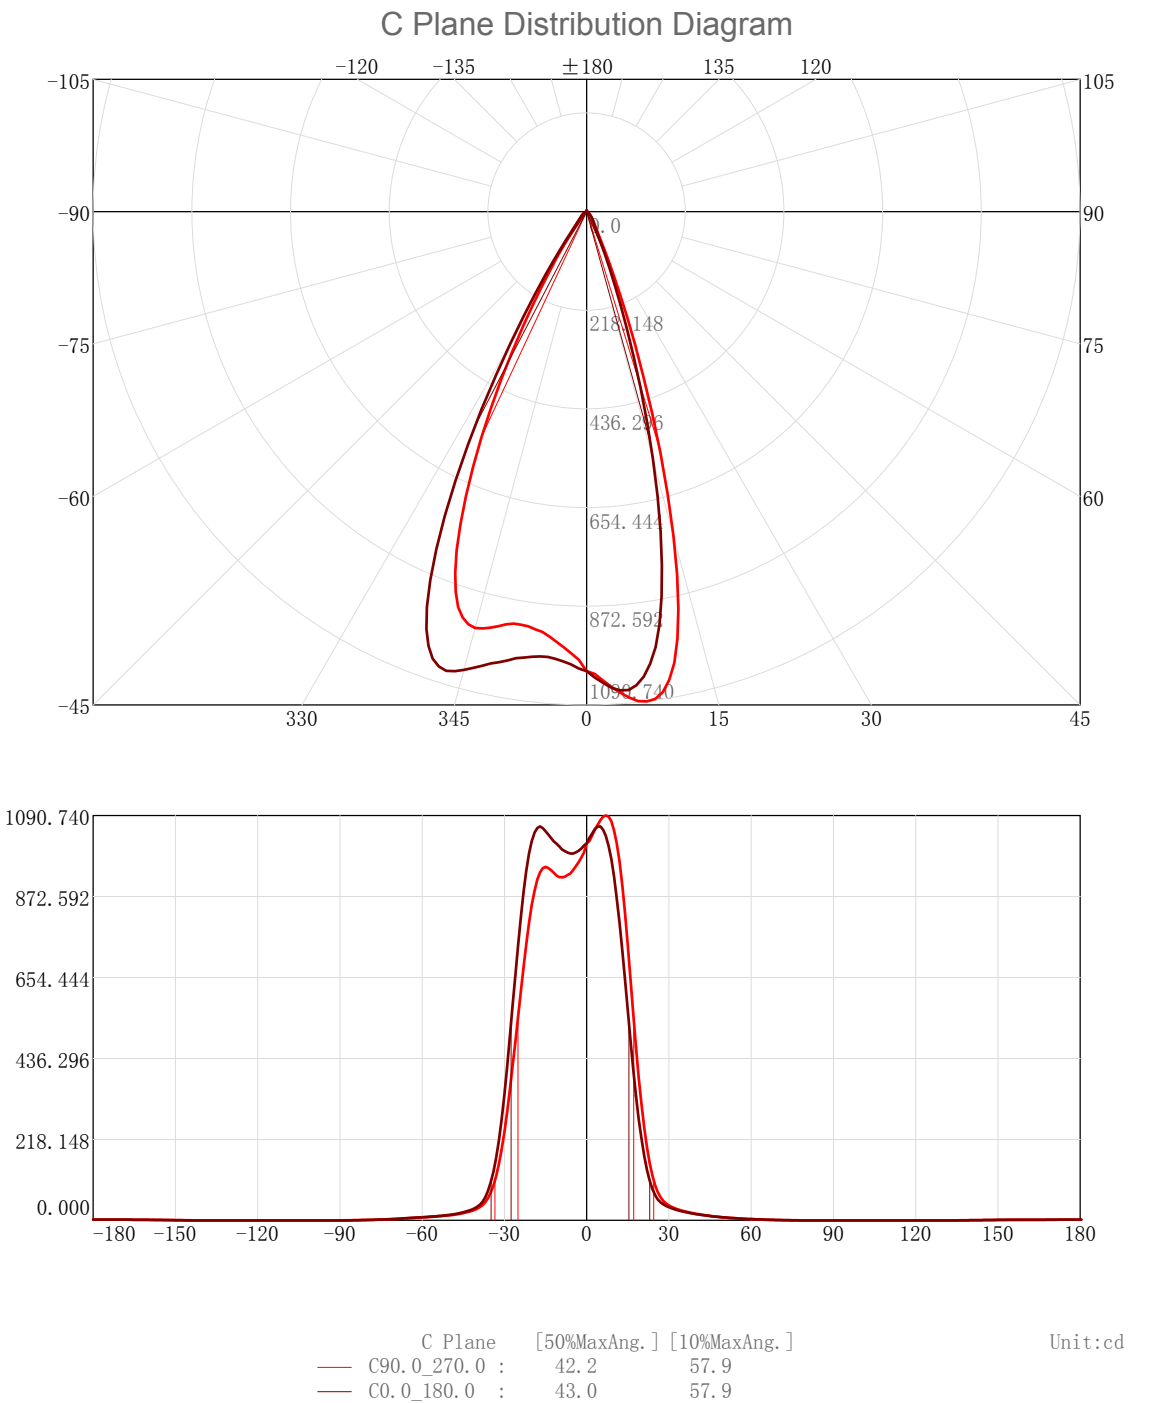 C Plane Distribution Diagram
-120 -135 ±180 135 120
-105 105
-90 90
0.0
218.148
-75 75
436.296
-60 60
654.444
872.592
1090.740
-45
330 345 0 15 30 45
1090.740
872.592
654.444
436.296
218.148
0.000
-180 -150 -120 -90 -60 -30 0 30 60 90 120 150 180
C Plane [50%MaxAng.] [10%MaxAng.] Unit:cd
C90.0_270.0 : 42.2 57.9
C0.0_180.0 : 43.0 57.9